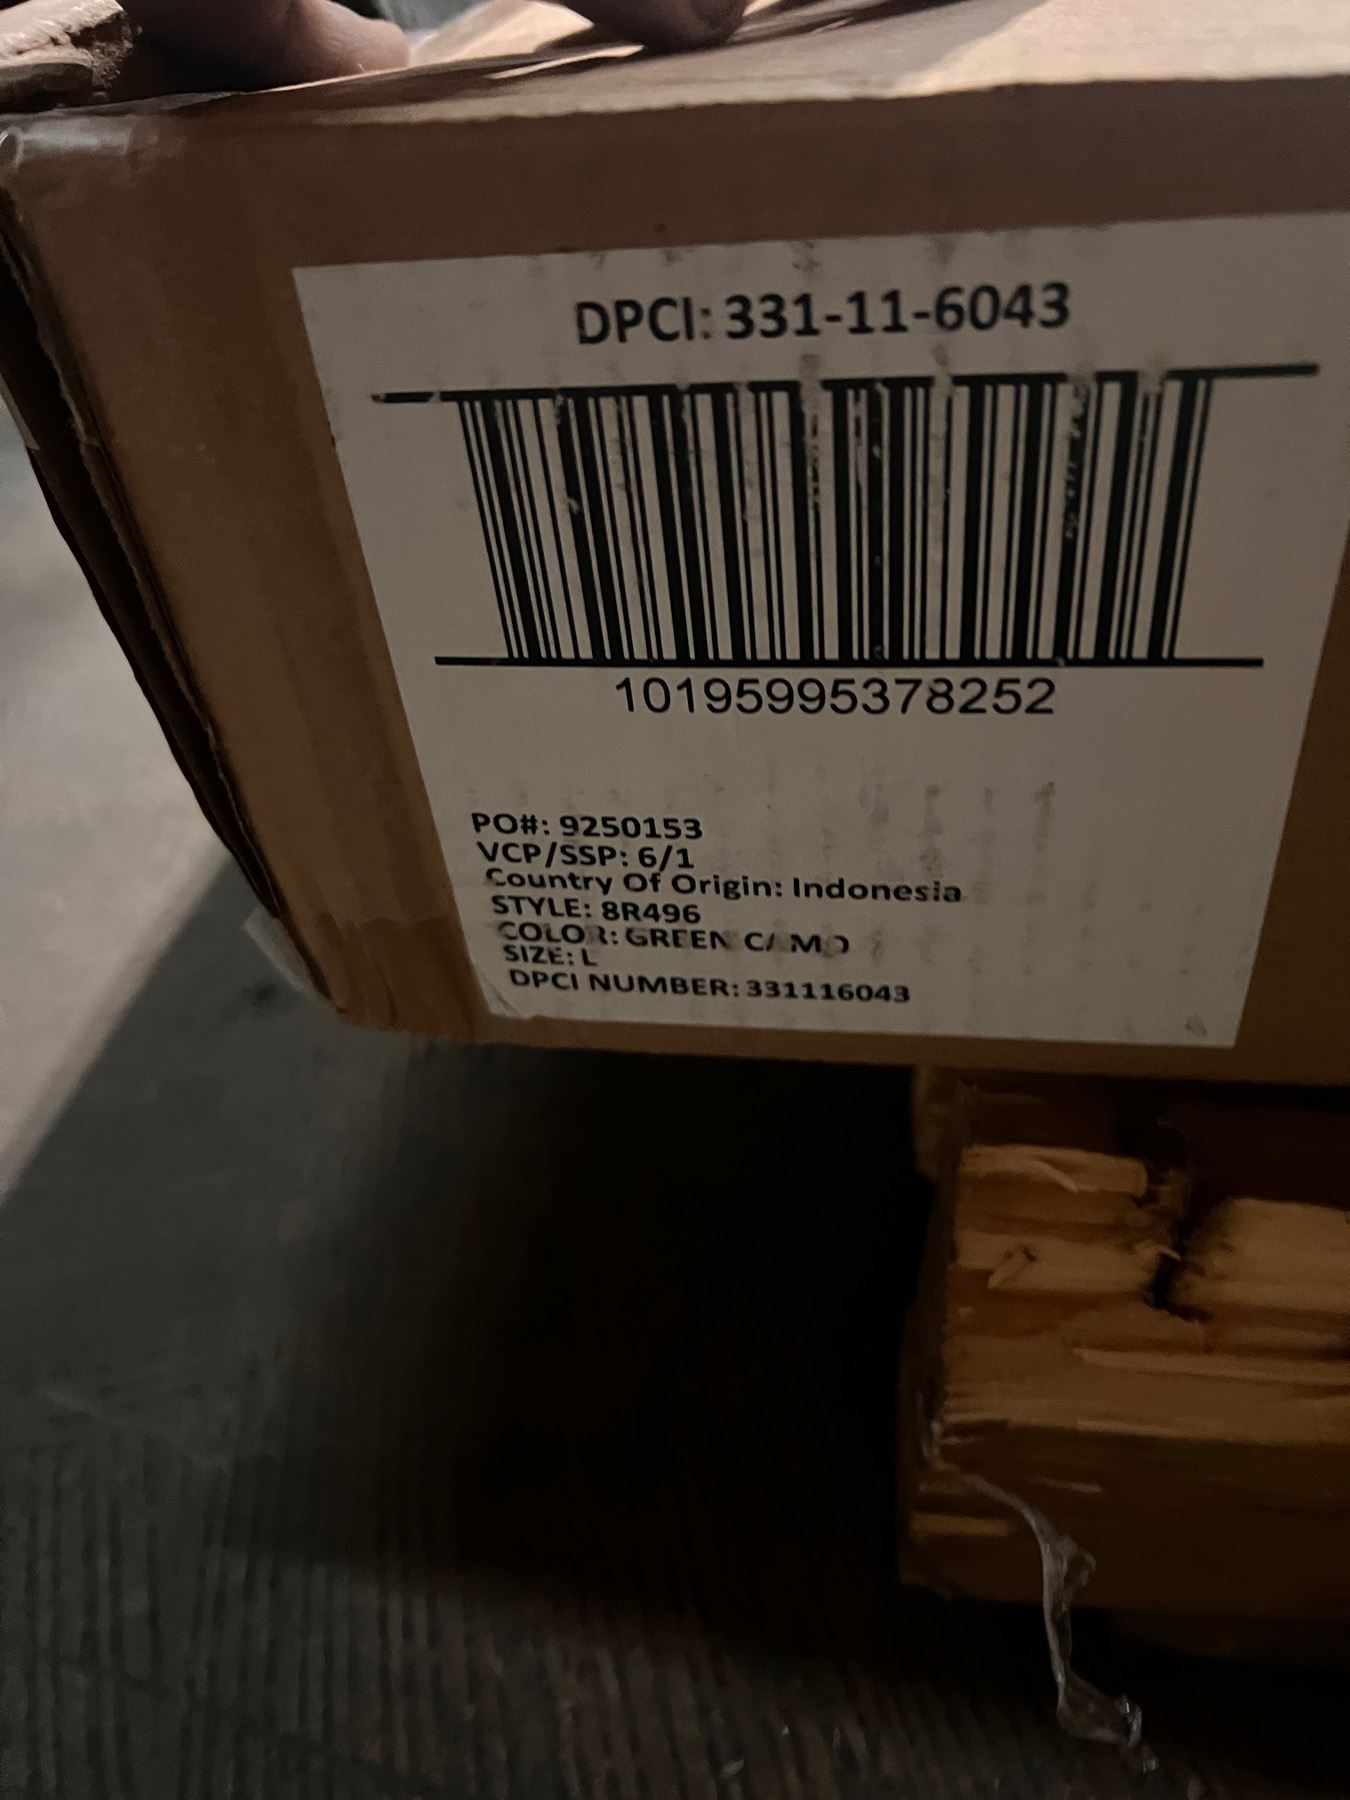 DPCI: 331-11-6043
10195995378252
PO#: 9250153
VCP/SSP: 6/1
Country Of Origin: Indonesia
STYLE: 8R496
COLOR: GREEN CAMO
SIZE: L
DPCI NUMBER: 331116043